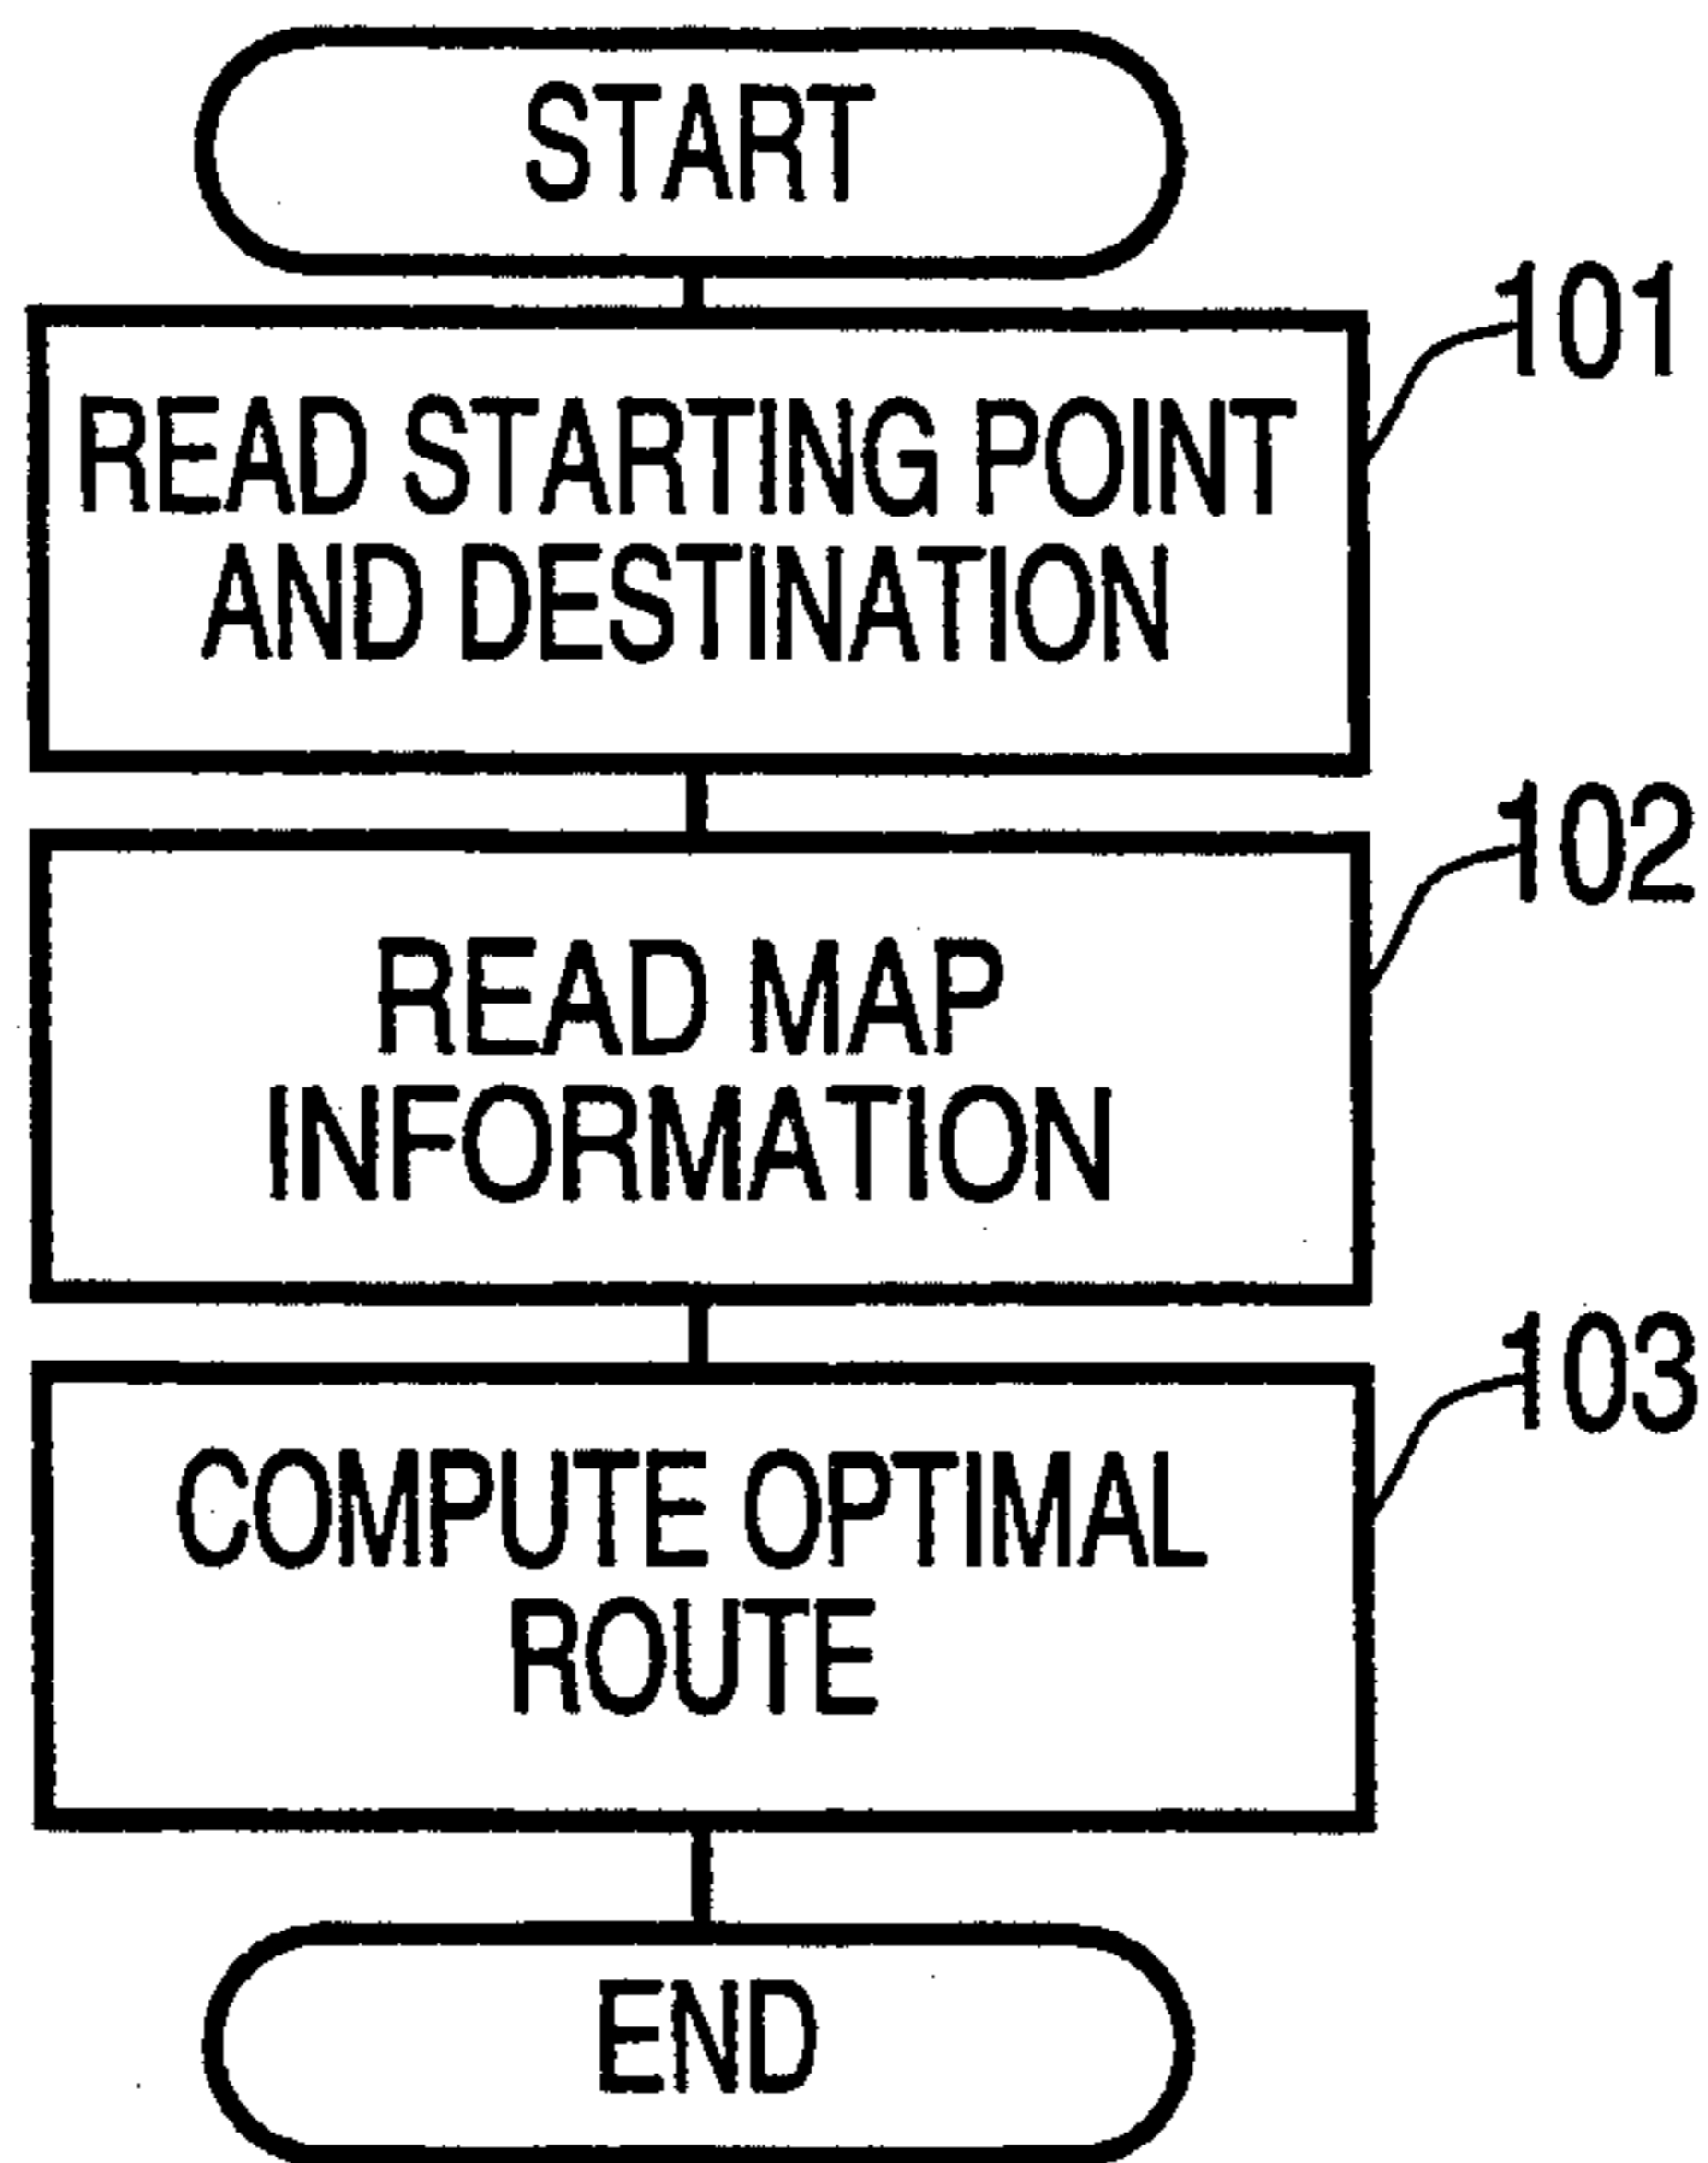 START
101
READ STARTING POINT
AND DESTINATION
102
READ MAP
INFORMATION
103
COMPUTE OPTIMAL
ROUTE
END